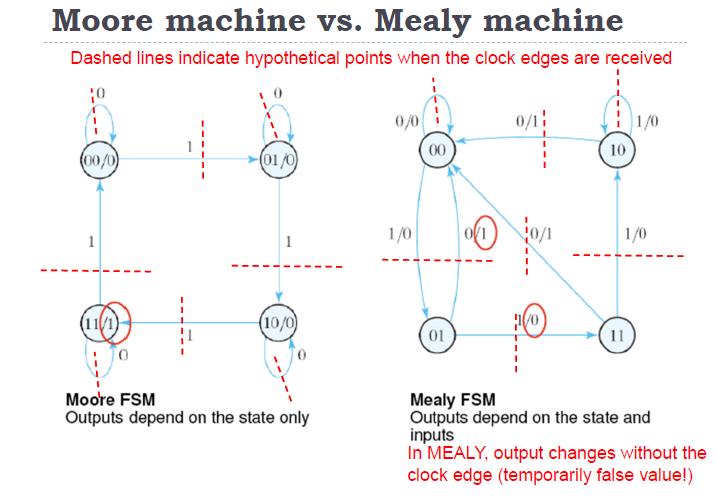 Moore machine vs. Mealy machine
Dashed lines indicate hypothetical points when the clock edges are received
0
0
0/0
0/1
1/0
1
00/0
01/0
00
10
1
1
1/0
0/1
0/1
1/0
11/1
10/0
1
1/0
01
11
0
0
Moore FSM
Outputs depend on the state only
Mealy FSM
Outputs depend on the state and
inputs
In MEALY, output changes without the
clock edge (temporarily false value!)